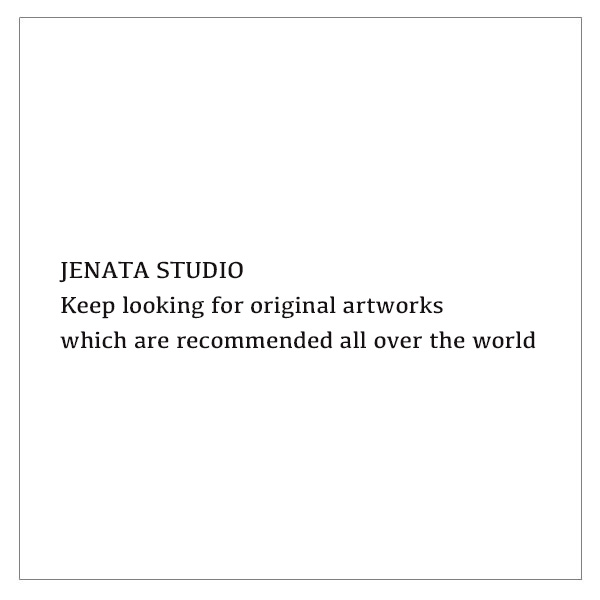 JENATA STUDIO
Keep looking for original artworks
which are recommended all over the world